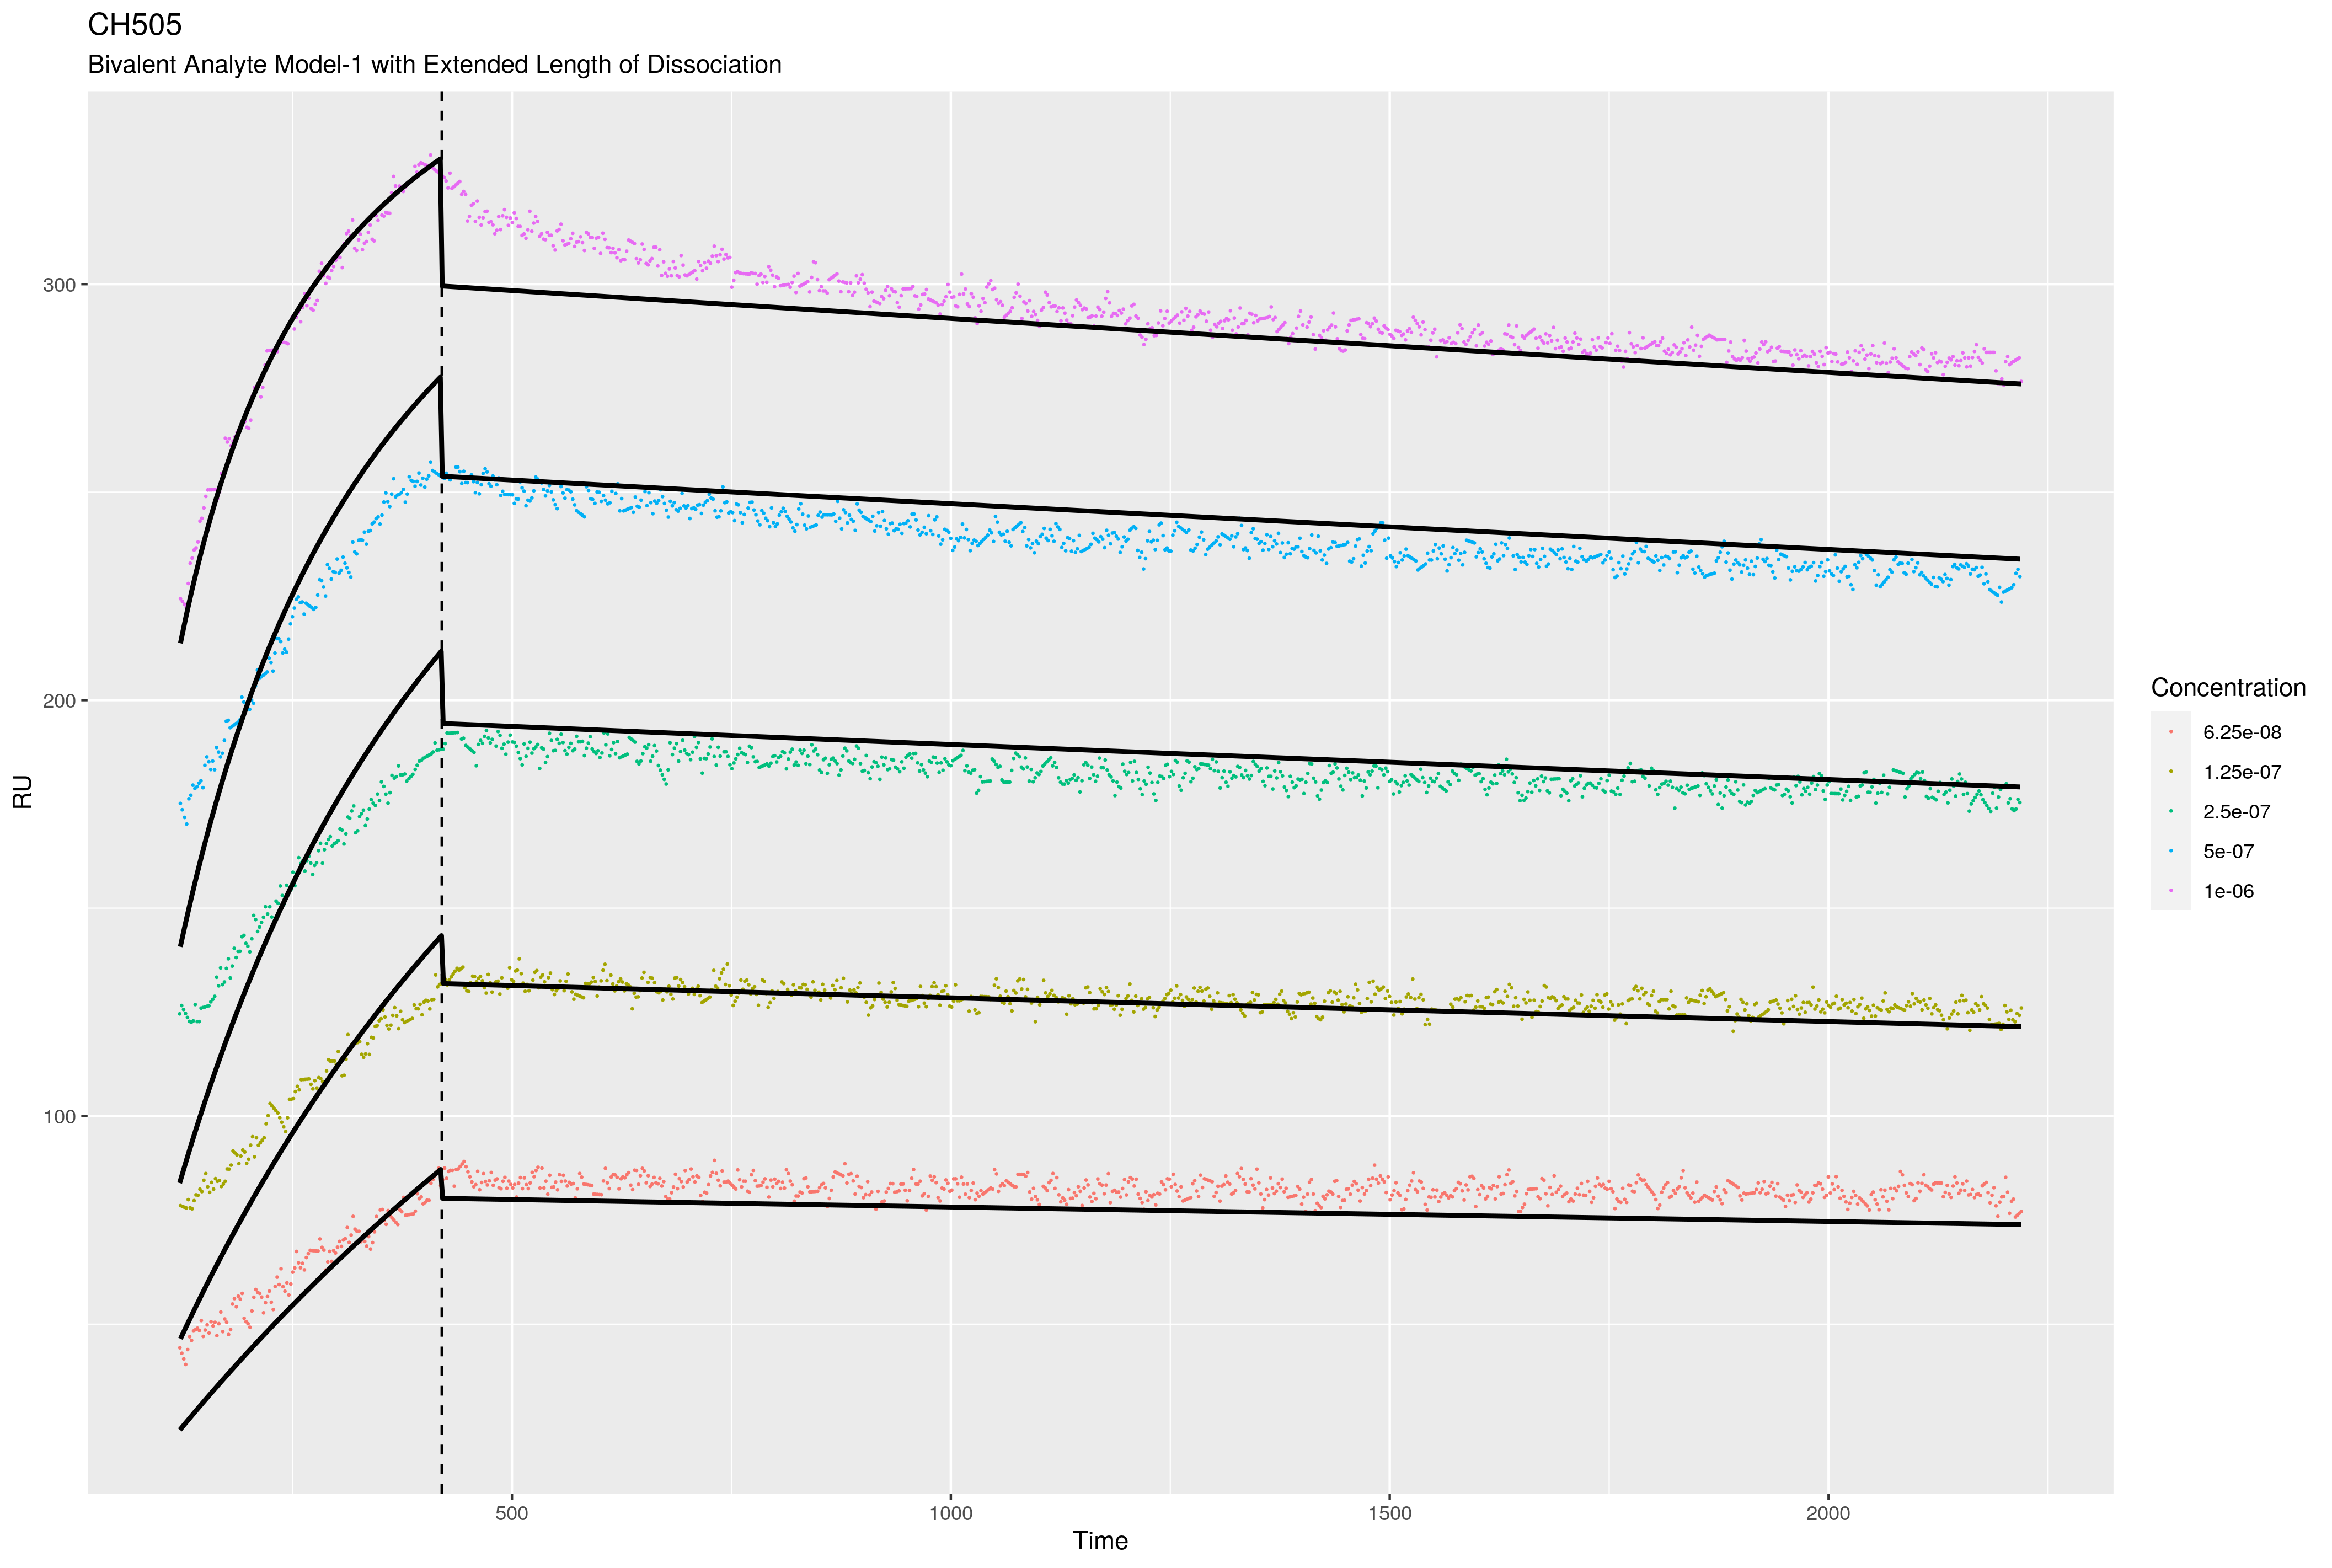 CH505
Bivalent Analyte Model-1 with Extended Length of Dissociation
300
200
100
RU
500
1000
1500
2000
Time
Concentration
6.25e-08
1.25e-07
2.5e-07
5e-07
1e-06